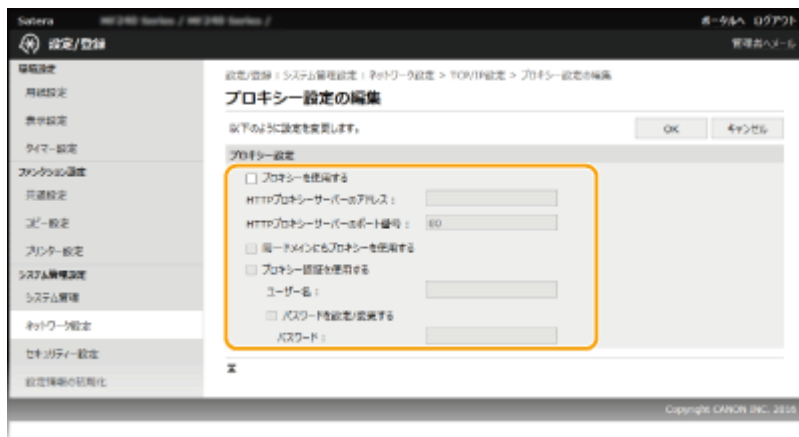 Satera
MF240 Series / MF240 Series /
ポータルへ ログアウト
設定/登録
管理者へメール
環境設定
用紙設定
表示設定
タイマー設定
ファンクション設定
共通設定
コピー設定
プリンター設定
システム管理設定
システム管理
ネットワーク設定
セキュリティー設定
設定情報の初期化
設定/登録 : システム管理設定 : ネットワーク設定 > TCP/IP設定 > プロキシー設定の編集
プロキシー設定の編集
以下のように設定を変更します。
OK
キャンセル
プロキシー設定
プロキシーを使用する
HTTPプロキシーサーバーのアドレス :
HTTPプロキシーサーバーのポート番号 : 80
同一ドメインにもプロキシーを使用する
プロキシー認証を使用する
ユーザー名 :
パスワードを設定/変更する
パスワード :
Copyright CANON INC. 2016